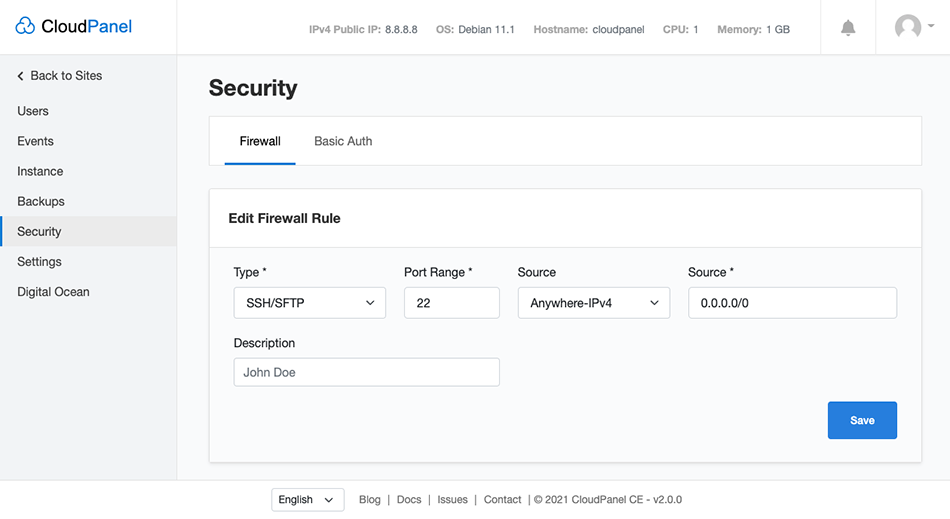 CloudPanel
IPv4 Public IP: 8.8.8.8 OS: Debian 11.1 Hostname: cloudpanel CPU: 1 Memory: 1 GB
Back to Sites
Users
Events
Instance
Backups
Security
Settings
Digital Ocean
Security
Firewall Basic Auth
Edit Firewall Rule
Type * Port Range * Source Source *
SSH/SFTP 22 Anywhere-IPv4 0.0.0.0/0
Description
John Doe
Save
English Blog | Docs | Issues | Contact | © 2021 CloudPanel CE - v2.0.0